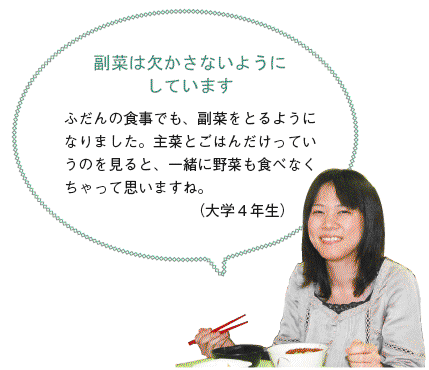 副菜は欠かさないように
しています
ふだんの食事でも、副菜をとるように
なりました。主菜とごはんだけってい
うのを見ると、一緒に野菜も食べなく
ちゃって思いますね。
（大学４年生）